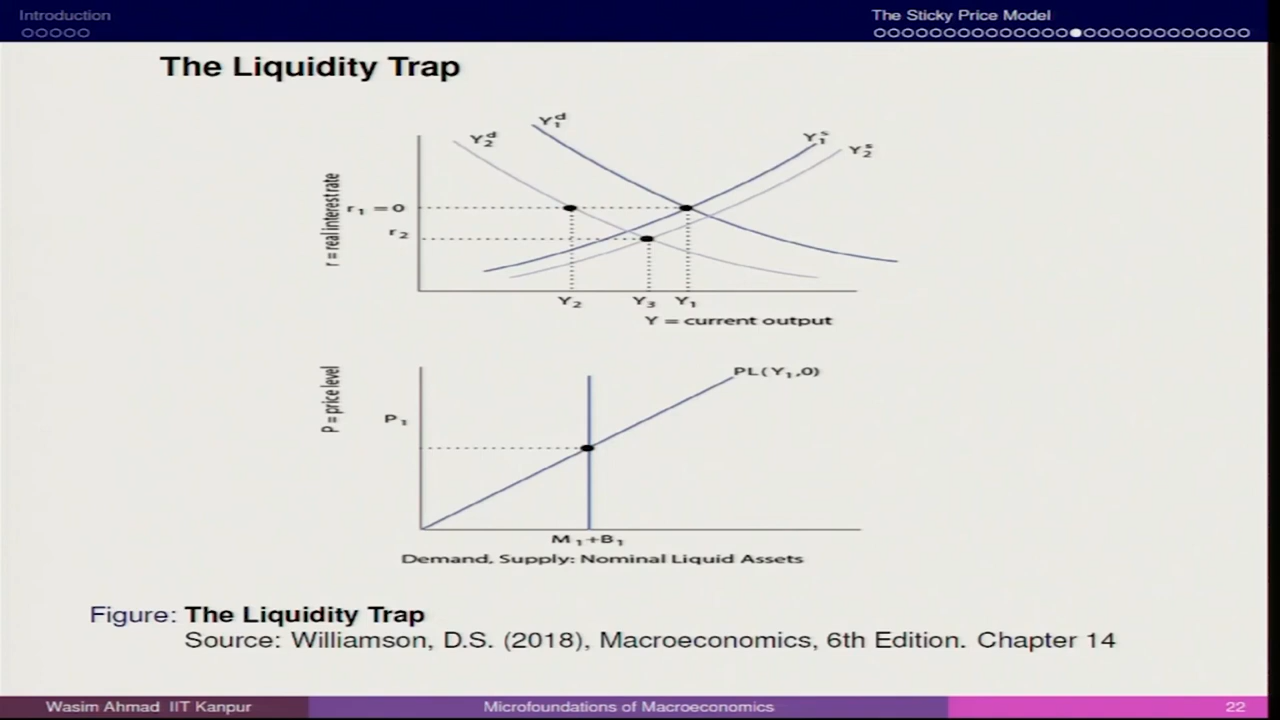 Introduction
The Sticky Price Model
The Liquidity Trap
Y₂ᵈ
Y₁ᵈ
Y₁ˢ
Y₂ˢ
r = real interest rate
r₁ = 0
r₂
Y₂
Y₃
Y₁
Y = current output
P = price level
P₁
PL(Y₁,0)
M₁+B₁
Demand, Supply: Nominal Liquid Assets
Figure: The Liquidity Trap
Source: Williamson, D.S. (2018), Macroeconomics, 6th Edition. Chapter 14
Wasim Ahmad IIT Kanpur
Microfoundations of Macroeconomics
22